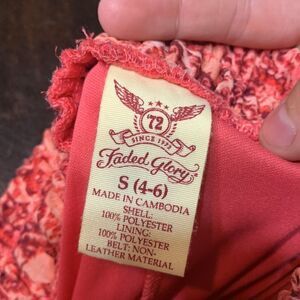 '72
SINCE 1972
Faded Glory
S (4-6)
MADE IN CAMBODIA
SHELL:
100% POLYESTER
LINING:
100% POLYESTER
BELT: NON-
LEATHER MATERIAL